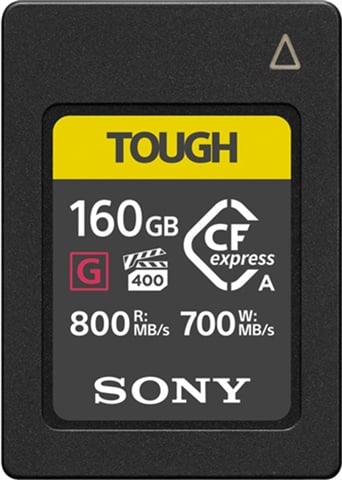 TOUGH
160GB
CF
express
A
G
400
800 R: MB/s 700 W: MB/s
SONY